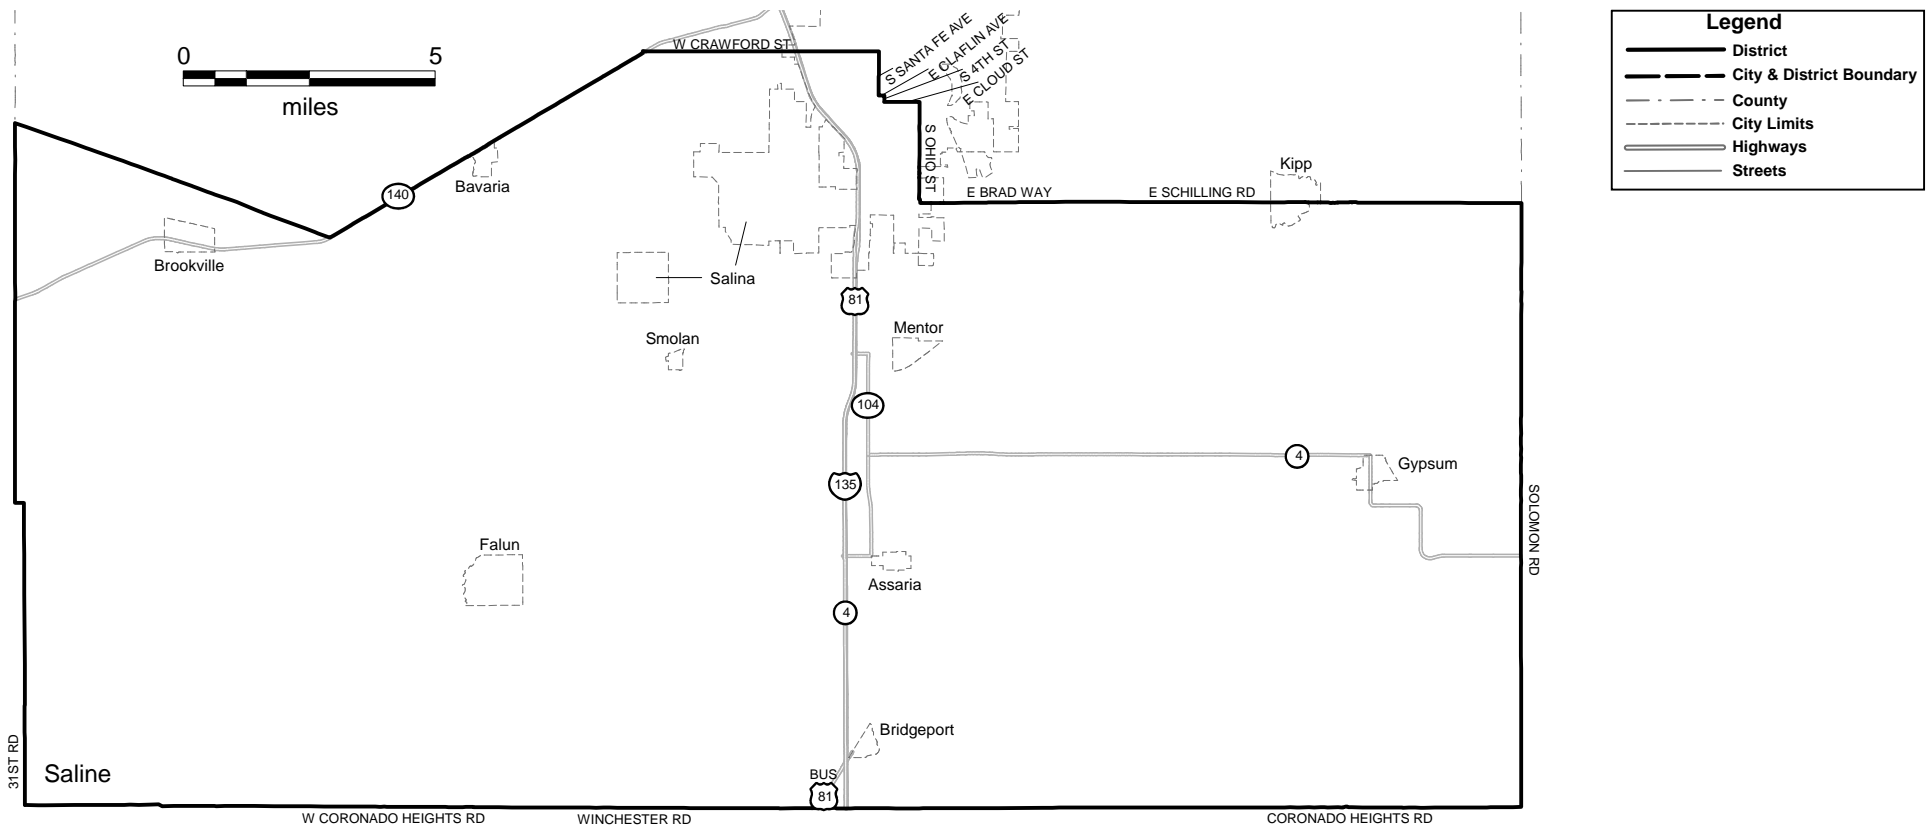 0 5
miles
W CRAWFORD ST
S SANTA FE AVE
E CLAFLIN AVE
S 4TH ST
E CLOUD ST
S OHIO ST
E BRAD WAY
E SCHILLING RD
Kipp
Bavaria
140
Brookville
Salina
81
Smolan
Mentor
104
4
Gypsum
135
SOLOMON RD
Falun
Assaria
4
Bridgeport
BUS
81
31ST RD
Saline
W CORONADO HEIGHTS RD
WINCHESTER RD
CORONADO HEIGHTS RD
Legend
District
City & District Boundary
County
City Limits
Highways
Streets